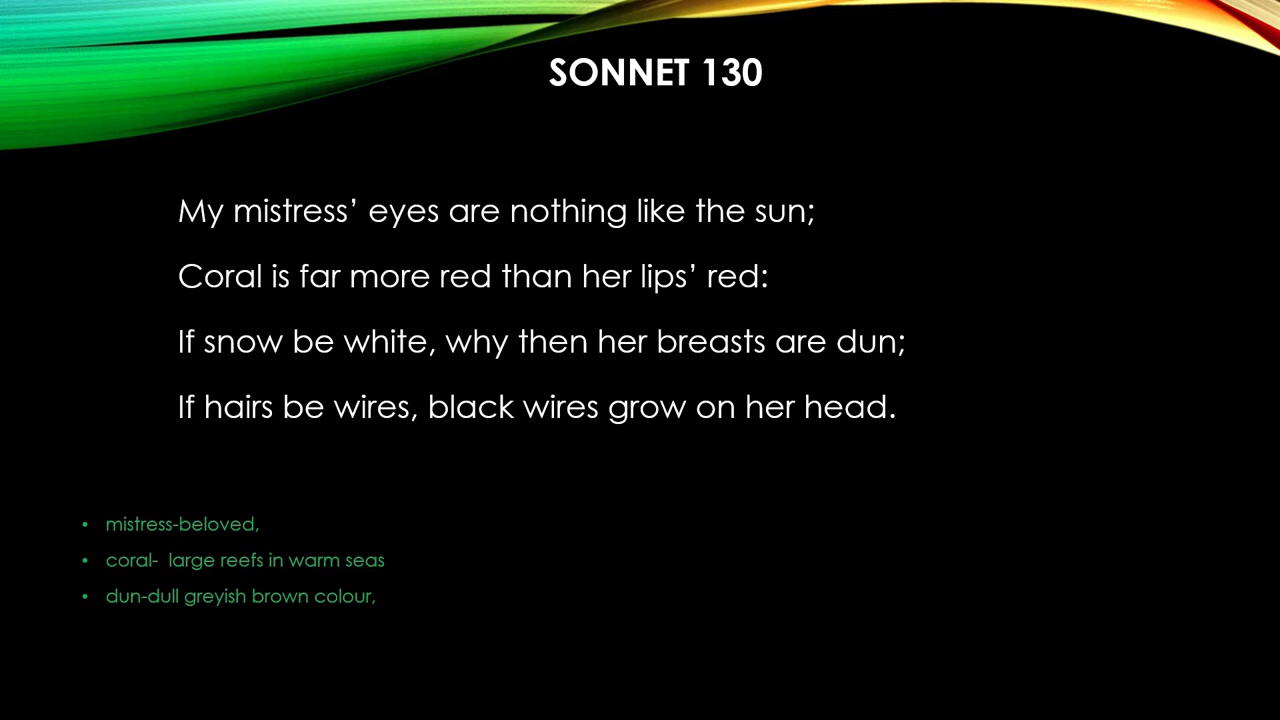 SONNET 130
My mistress’ eyes are nothing like the sun;
Coral is far more red than her lips’ red:
If snow be white, why then her breasts are dun;
If hairs be wires, black wires grow on her head.
• mistress-beloved,
• coral-  large reefs in warm seas
• dun-dull greyish brown colour,